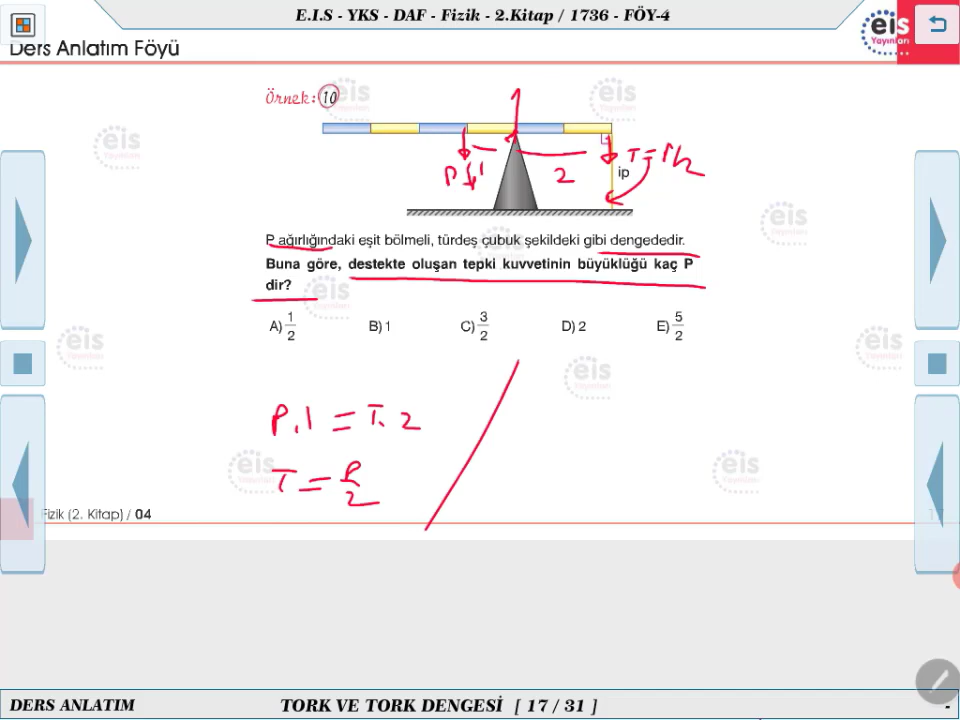 E.I.S - YKS - DAF - Fizik - 2.Kitap / 1736 - FÖY-4
Ders Anlatım Föyü
eis
Yayınları
Örnek: 10
P
1
2
T = P/2
ip
P ağırlığındaki eşit bölmeli, türdeş çubuk şekildeki gibi dengededir.
Buna göre, destekte oluşan tepki kuvvetinin büyüklüğü kaç P
dir?
A) 1/2 B) 1 C) 3/2 D) 2 E) 5/2
P.1 = T.2
T = P/2
Fizik (2. Kitap) / 04
DERS ANLATIM TORK VE TORK DENGESİ [ 17 / 31 ]